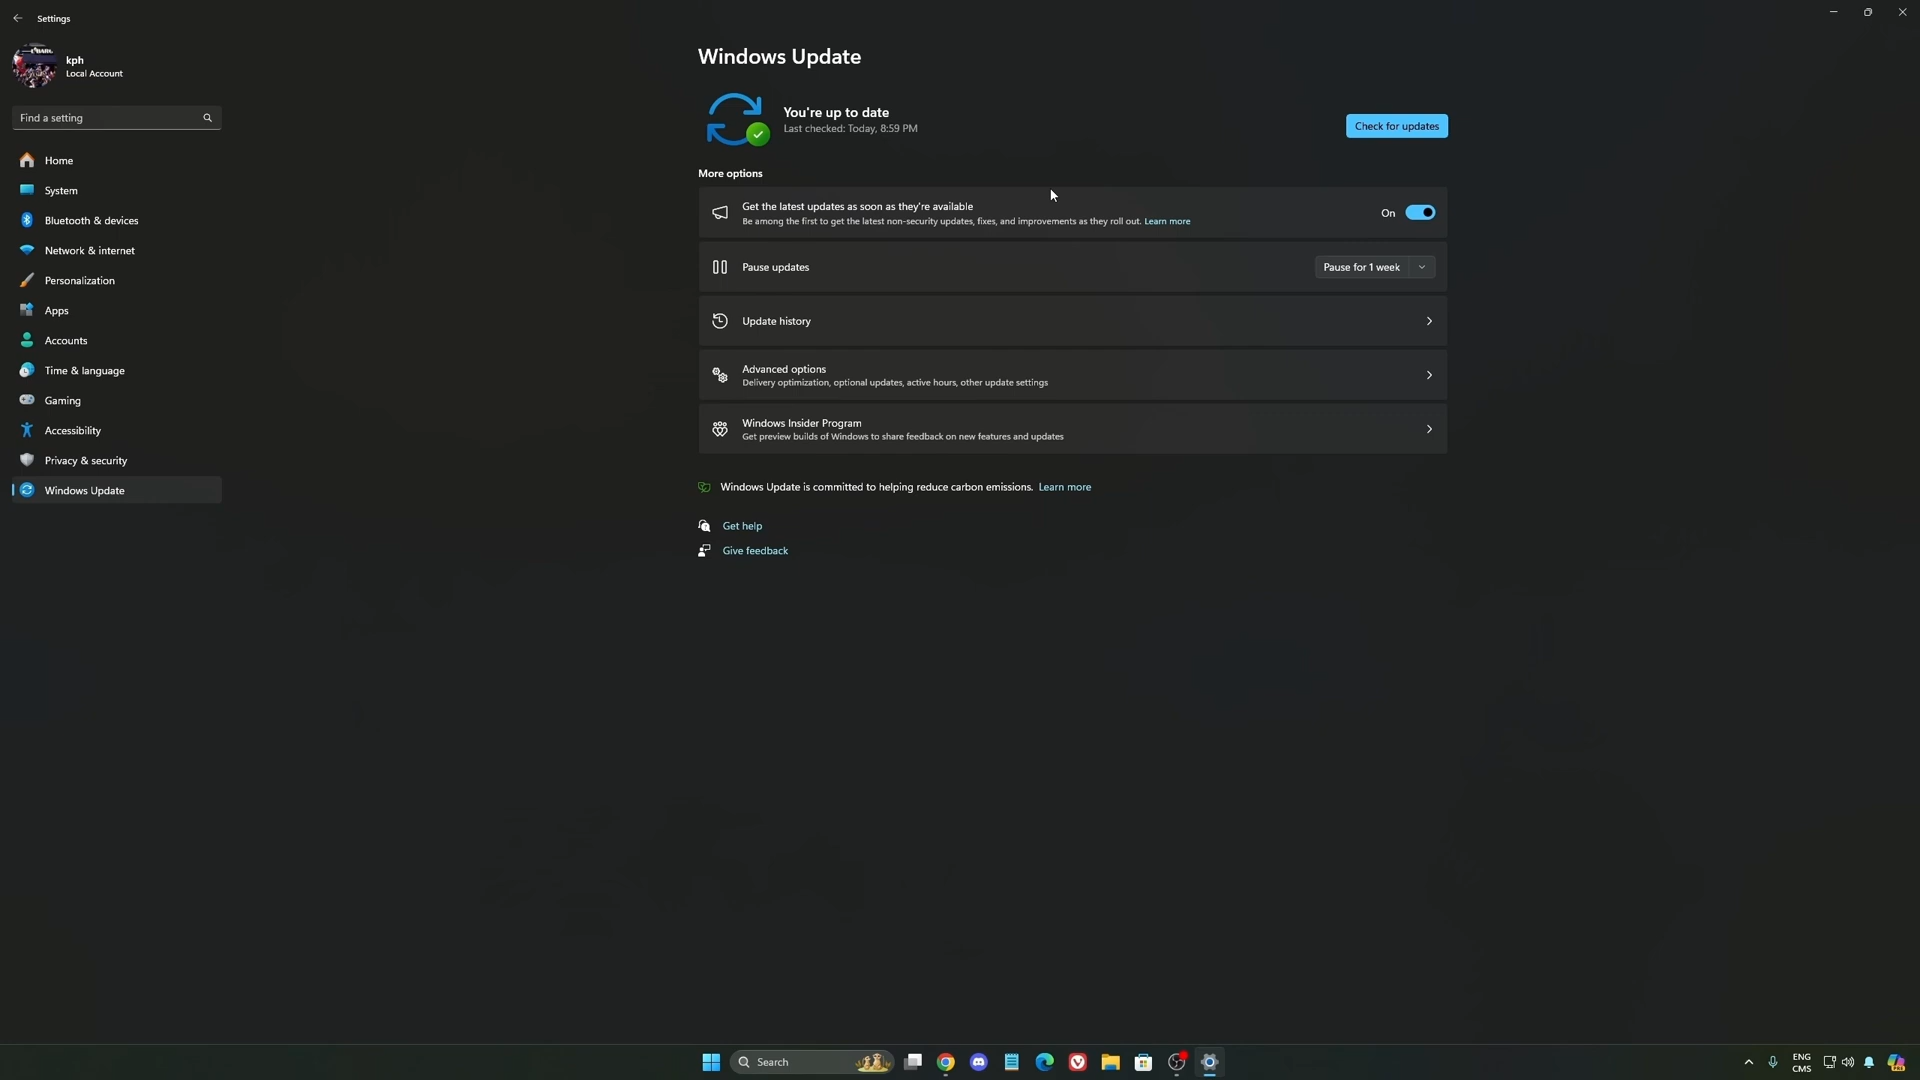 Settings
kph
Local Account
Find a setting
Home
System
Bluetooth & devices
Network & internet
Personalization
Apps
Accounts
Time & language
Gaming
Accessibility
Privacy & security
Windows Update
Windows Update
You're up to date
Last checked: Today, 8:59 PM
Check for updates
More options
Get the latest updates as soon as they're available
Be among the first to get the latest non-security updates, fixes, and improvements as they roll out. Learn more
On
Pause updates
Pause for 1 week
Update history
Advanced options
Delivery optimization, optional updates, active hours, other update settings
Windows Insider Program
Get preview builds of Windows to share feedback on new features and updates
Windows Update is committed to helping reduce carbon emissions. Learn more
Get help
Give feedback
Search
ENG
CMS